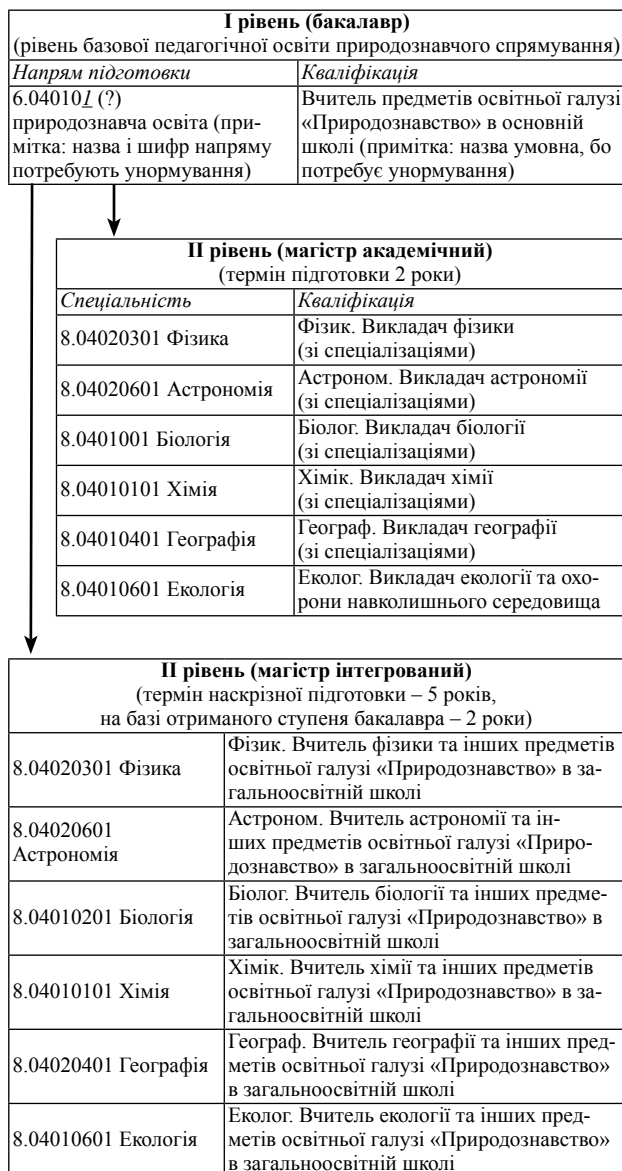 I рівень (бакалавр)
(рівень базової педагогічної освіти природознавчого спрямування)
Напрям підготовки
Кваліфікація
6.040101 (?)
природознавча освіта (при-
мітка: назва і шифр напряму
потребують унормування)
Вчитель предметів освітньої галузі
«Природознавство» в основній
школі (примітка: назва умовна, бо
потребує унормування)
II рівень (магістр академічний)
(термін підготовки 2 роки)
Спеціальність
Кваліфікація
8.04020301 Фізика
Фізик. Викладач фізики
(зі спеціалізаціями)
8.04020601 Астрономія
Астроном. Викладач астрономії
(зі спеціалізаціями)
8.0401001 Біологія
Біолог. Викладач біології
(зі спеціалізаціями)
8.04010101 Хімія
Хімік. Викладач хімії
(зі спеціалізаціями)
8.04010401 Географія
Географ. Викладач географії
(зі спеціалізаціями)
8.04010601 Екологія
Еколог. Викладач екології та охо-
рони навколишнього середовища
II рівень (магістр інтегрований)
(термін наскрізної підготовки – 5 років,
на базі отриманого ступеня бакалавра – 2 роки)
8.04020301 Фізика
Фізик. Вчитель фізики та інших предметів
освітньої галузі «Природознавство» в за-
гальноосвітній школі
8.04020601
Астрономія
Астроном. Вчитель астрономії та ін-
ших предметів освітньої галузі «Приро-
дознавство» в загальноосвітній школі
8.04010201 Біологія
Біолог. Вчитель біології та інших предме-
тів освітньої галузі «Природознавство» в
загальноосвітній школі
8.04010101 Хімія
Хімік. Вчитель хімії та інших предметів
освітньої галузі «Природознавство» в за-
гальноосвітній школі
8.04020401 Географія
Географ. Вчитель географії та інших пред-
метів освітньої галузі «Природознавство»
в загальноосвітній школі
8.04010601 Екологія
Еколог. Вчитель екології та інших пред-
метів освітньої галузі «Природознавство»
в загальноосвітній школі